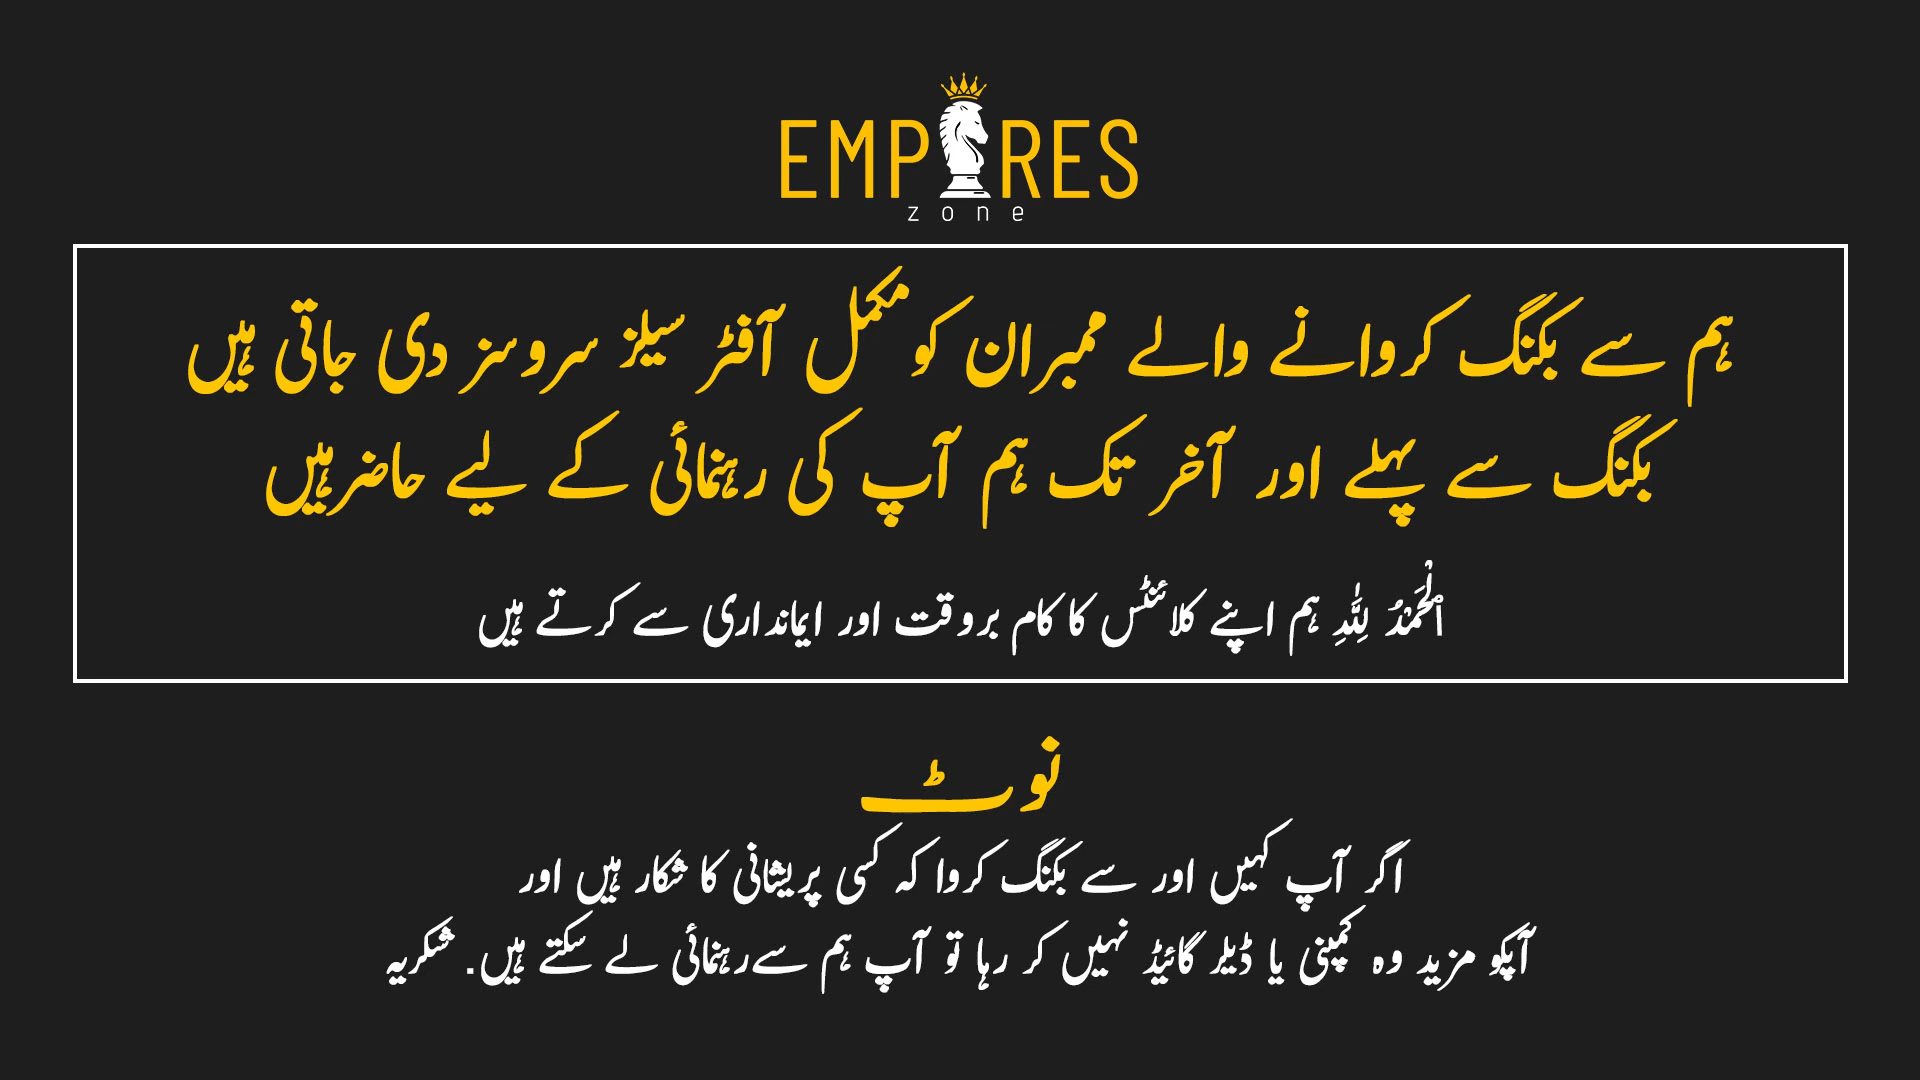 EMPIRES
zone
ہم سے بکنگ کروانے والے ممبران کو مکمل آفٹر سیلز سروسز دی جاتی ہیں
بکنگ سے پہلے اور آخر تک ہم آپ کی رہنمائی کے لیے حاضر ہیں
اَلْحَمْدُ لِلّٰہِ ہم اپنے کلائنٹس کا کام بروقت اور ایمانداری سے کرتے ہیں
نوٹ
اگر آپ کہیں اور سے بکنگ کروا کہ کسی پریشانی کا شکار ہیں اور
آپکو مزید وہ کمپنی یا ڈیلر گائیڈ نہیں کر رہا تو آپ ہم سے رہنمائی لے سکتے ہیں. شکریہ